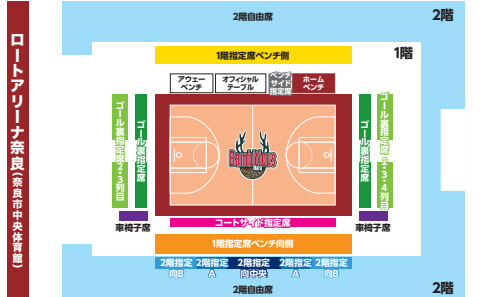 ロートアリーナ奈良(奈良市中央体育館)
2階自由席
2階
1階
1階指定席ベンチ側
アウェー
ベンチ
オフィシャル
テーブル
ベンチ
サイド
指定席
ホーム
ベンチ
ゴール裏指定席2・3列目
ゴール裏指定席
ゴール裏指定席
ゴール裏指定席2・3・4列目
BAMBITIOUS
NARA
車椅子席
コートサイド指定席
車椅子席
1階指定席ベンチ向側
2階指定
向B
2階指定
A
2階指定
向中央
2階指定
A
2階指定
向B
2階自由席
2階